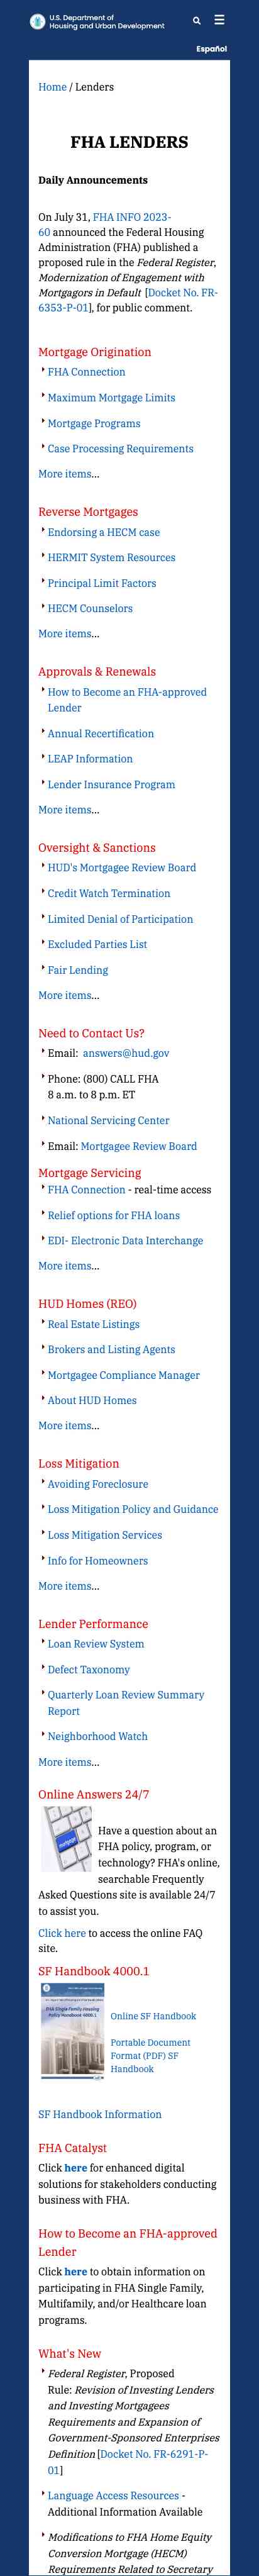 U.S. Department of
Housing and Urban Development
Español
Home / Lenders
FHA LENDERS
Daily Announcements
On July 31, FHA INFO 2023-
60 announced the Federal Housing
Administration (FHA) published a
proposed rule in the Federal Register,
Modernization of Engagement with
Mortgagors in Default [Docket No. FR-
6353-P-01], for public comment.
Mortgage Origination
FHA Connection
Maximum Mortgage Limits
Mortgage Programs
Case Processing Requirements
More items...
Reverse Mortgages
Endorsing a HECM case
HERMIT System Resources
Principal Limit Factors
HECM Counselors
More items...
Approvals & Renewals
How to Become an FHA-approved
Lender
Annual Recertification
LEAP Information
Lender Insurance Program
More items...
Oversight & Sanctions
HUD's Mortgagee Review Board
Credit Watch Termination
Limited Denial of Participation
Excluded Parties List
Fair Lending
More items...
Need to Contact Us?
Email: answers@hud.gov
Phone: (800) CALL FHA
8 a.m. to 8 p.m. ET
National Servicing Center
Email: Mortgagee Review Board
Mortgage Servicing
FHA Connection - real-time access
Relief options for FHA loans
EDI- Electronic Data Interchange
More items...
HUD Homes (REO)
Real Estate Listings
Brokers and Listing Agents
Mortgagee Compliance Manager
About HUD Homes
More items...
Loss Mitigation
Avoiding Foreclosure
Loss Mitigation Policy and Guidance
Loss Mitigation Services
Info for Homeowners
More items...
Lender Performance
Loan Review System
Defect Taxonomy
Quarterly Loan Review Summary
Report
Neighborhood Watch
More items...
Online Answers 24/7
Have a question about an
FHA policy, program, or
technology? FHA's online,
searchable Frequently
Asked Questions site is available 24/7
to assist you.
Click here to access the online FAQ
site.
SF Handbook 4000.1
FHA Single Family Housing
Policy Handbook 4000.1
Online SF Handbook
Portable Document
Format (PDF) SF
Handbook
SF Handbook Information
FHA Catalyst
Click here for enhanced digital
solutions for stakeholders conducting
business with FHA.
How to Become an FHA-approved
Lender
Click here to obtain information on
participating in FHA Single Family,
Multifamily, and/or Healthcare loan
programs.
What's New
Federal Register, Proposed
Rule: Revision of Investing Lenders
and Investing Mortgagees
Requirements and Expansion of
Government-Sponsored Enterprises
Definition [Docket No. FR-6291-P-
01]
Language Access Resources -
Additional Information Available
Modifications to FHA Home Equity
Conversion Mortgage (HECM)
Requirements Related to Secretary